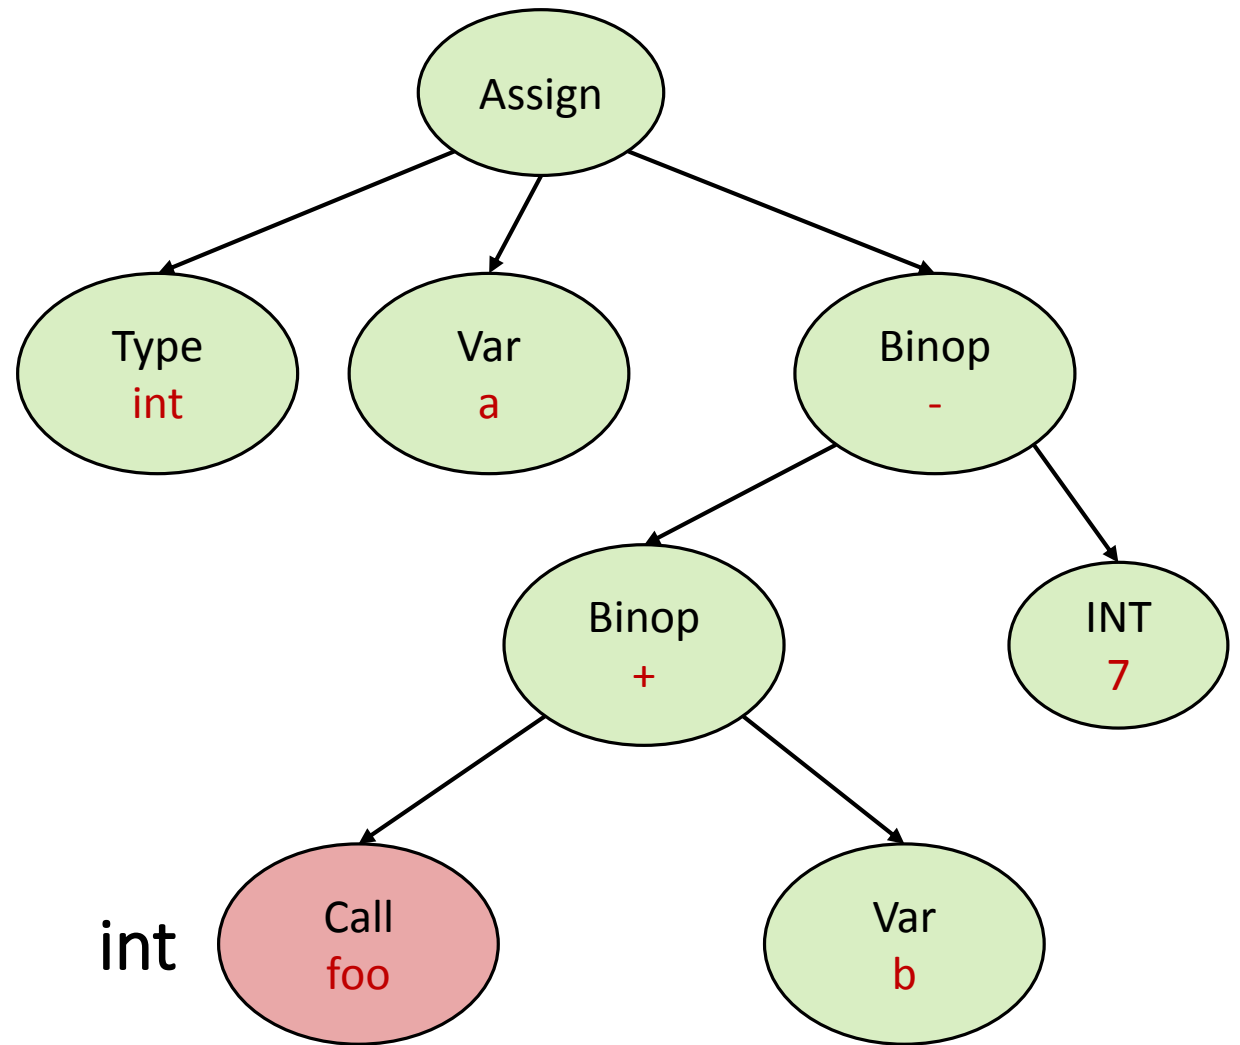 Assign
Type
int
Var
a
Binop
-
Binop
+
INT
7
int
Call
foo
Var
b